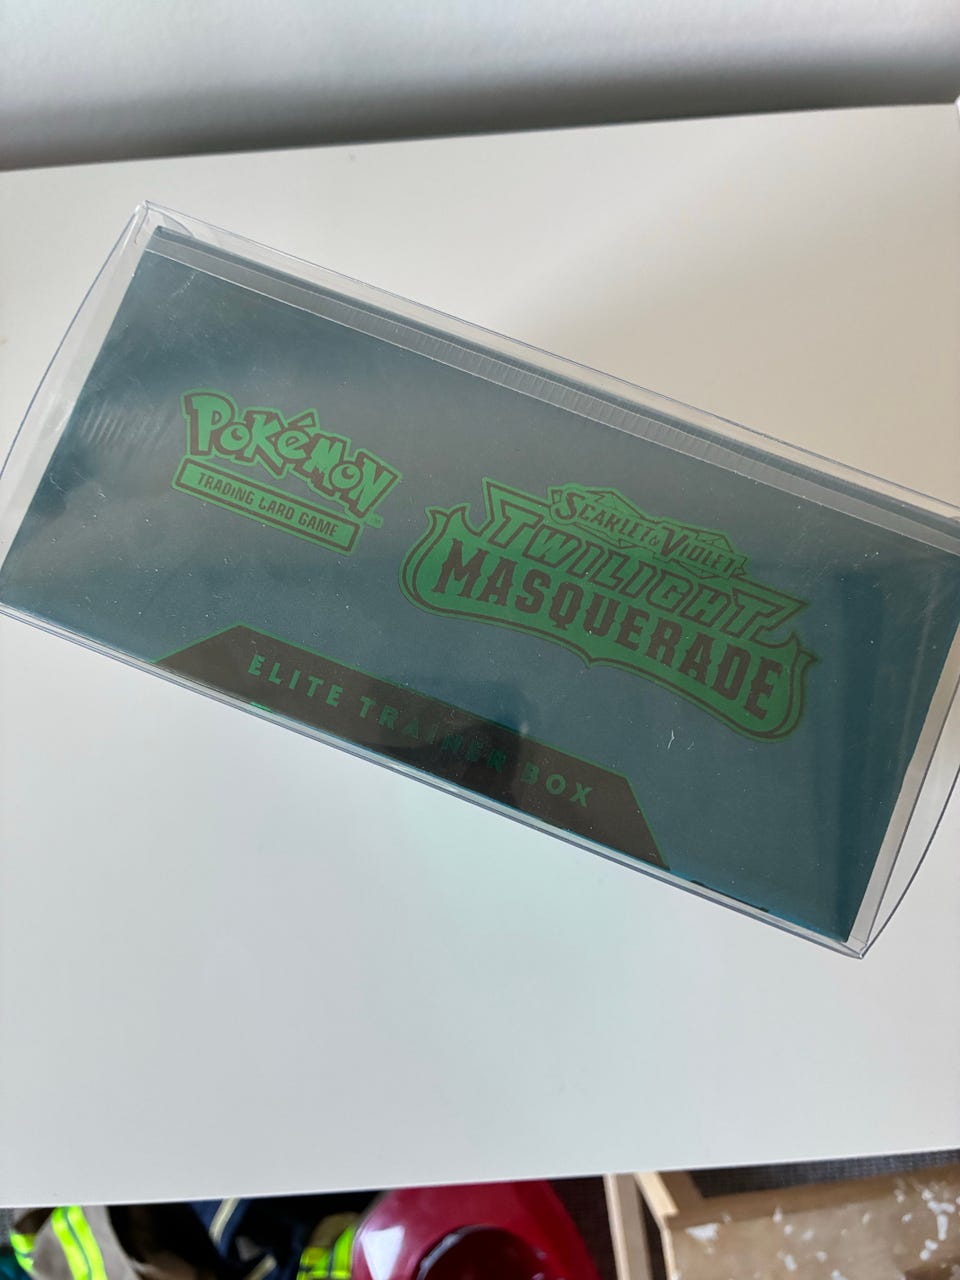 Pokémon
TRADING CARD GAME
SCARLET & VIOLET
TWILIGHT
MASQUERADE
ELITE TRAINER BOX